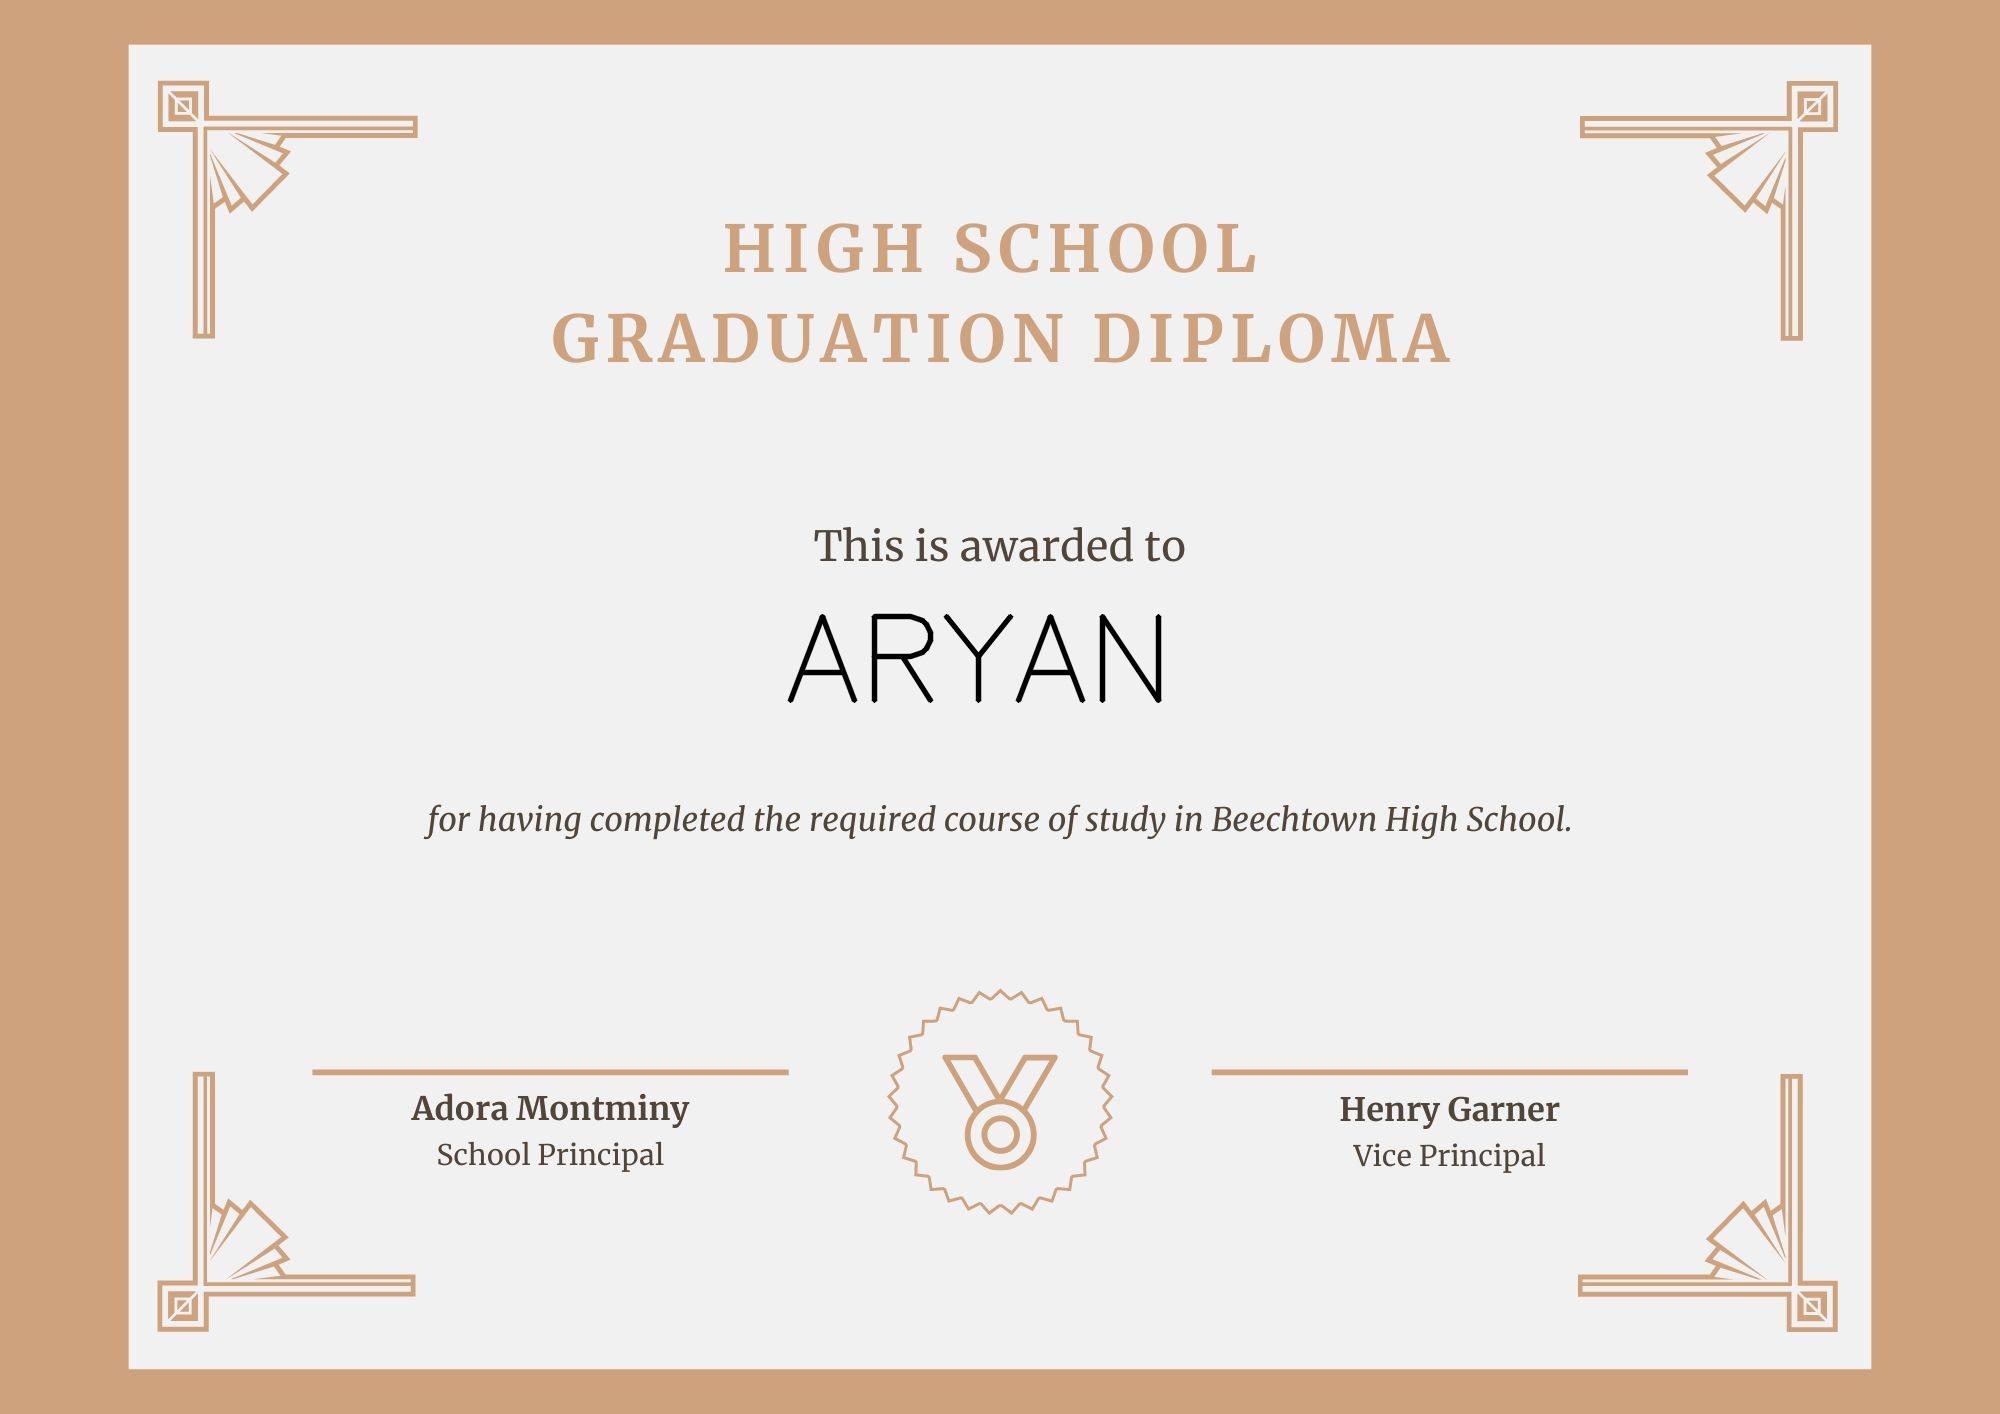 HIGH SCHOOL
GRADUATION DIPLOMA
This is awarded to
ARYAN
for having completed the required course of study in Beechtown High School.
Adora Montminy
School Principal
Henry Garner
Vice Principal